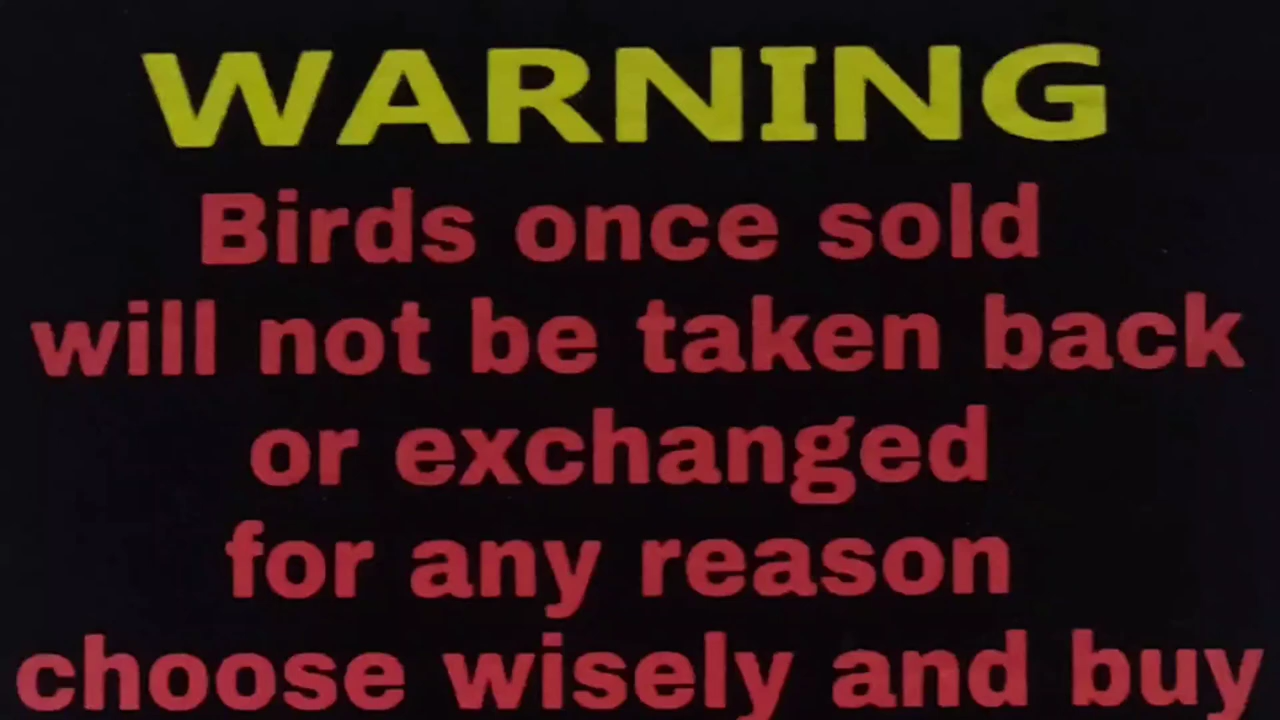 WARNING
Birds once sold
will not be taken back
or exchanged
for any reason
choose wisely and buy